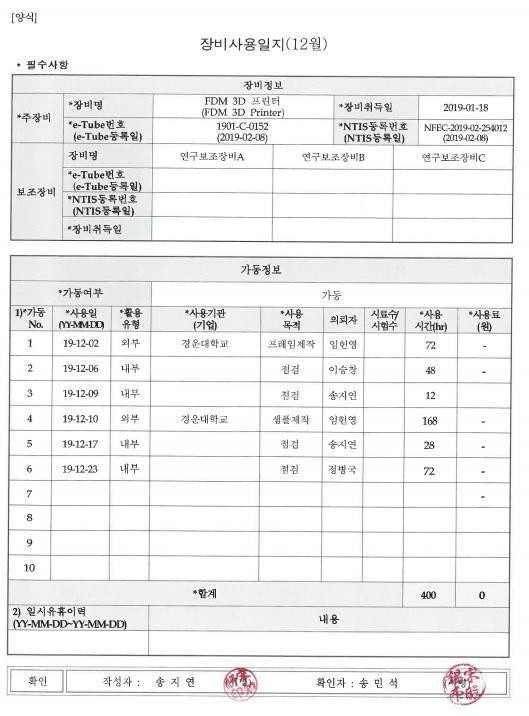 [양식]
장비사용일지(12월)
* 필수사항
장비정보
*주장비 *장비명 FDM 3D 프린터 (FDM 3D Printer) *장비취득일 2019-01-18
*e-Tube번호 (e-Tube등록일) 1901-C-0152 (2019-02-08) *NTIS등록번호 (NTIS등록일) NFEC-2019-02-254012 (2019-02-08)
보조장비 장비명 연구보조장비A 연구보조장비B 연구보조장비C
*e-Tube번호 (e-Tube등록일)
*NTIS등록번호 (NTIS등록일)
*장비취득일
가동정보
*가동여부 가동
1)*가동 No. *사용일 (YY-MM-DD) *활용 유형 *사용기관 (기업) *사용 목적 의뢰자 시료수/ 시험수 *사용 시간(hr) *사용료 (원)
1 19-12-02 외부 경운대학교 프레임제작 임헌영 72 -
2 19-12-06 내부 점검 이승창 48 -
3 19-12-09 내부 점검 송지연 12
4 19-12-10 외부 경운대학교 샘플제작 임헌영 168 -
5 19-12-17 내부 점검 송지연 28 -
6 19-12-23 내부 점검 정병국 72 -
7 -
8
9
10
*합계 400 0
2) 일시유휴이력 (YY-MM-DD~YY-MM-DD) 내용
확인 작성자 : 송 지 연 확인자 : 송 민 석